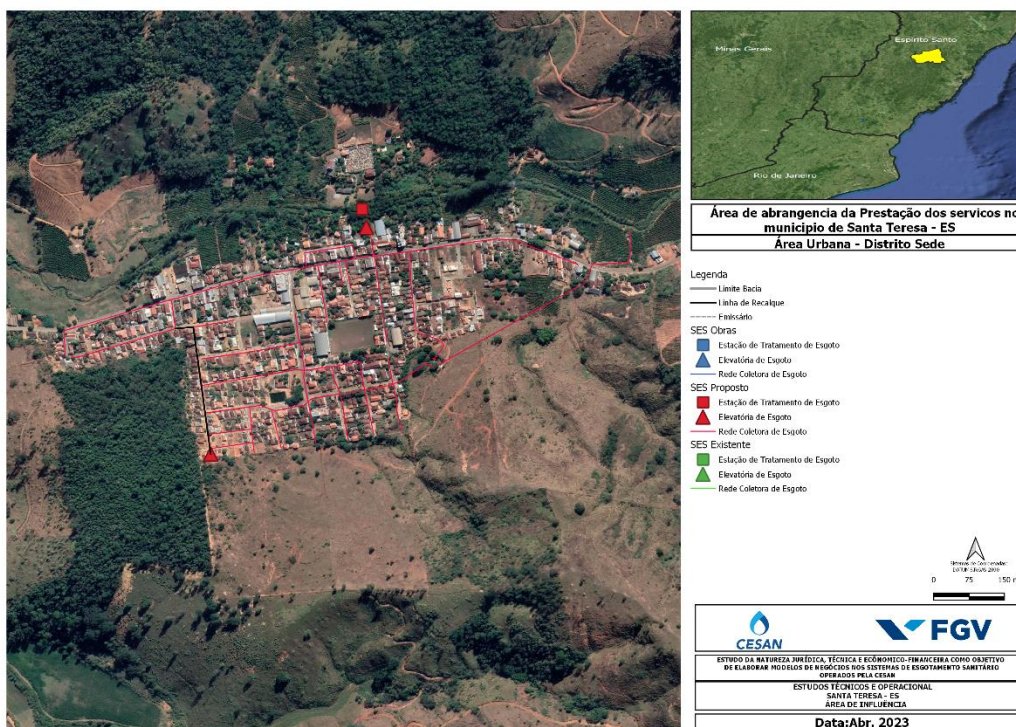 Minas Gerais
Espírito Santo
Rio de Janeiro
Área de abrangencia da Prestação dos servicos no
municipio de Santa Teresa - ES
Área Urbana - Distrito Sede
Legenda
Limite Bacia
Linha de Recalque
Emissário
SES Obras
Estação de Tratamento de Esgoto
Elevatória de Esgoto
Rede Coletora de Esgoto
SES Proposto
Estação de Tratamento de Esgoto
Elevatória de Esgoto
Rede Coletora de Esgoto
SES Existente
Estação de Tratamento de Esgoto
Elevatória de Esgoto
Rede Coletora de Esgoto
Sistemas de Coordenadas
0 75 150 m
CESAN
FGV
ESTUDO DA NATUREZA JURÍDICA, TÉCNICA E ECÔNOMICO-FINANCEIRA COMO OBJETIVO
DE ELABORAR MODELOS DE NEGÓCIOS NOS SISTEMAS DE ESGOTAMENTO SANITÁRIO
OPERADOS PELA CESAN
ESTUDOS TÉCNICOS E OPERACIONAL
SANTA TERESA - ES
ÁREA DE INFLUÊNCIA
Data:Abr. 2023